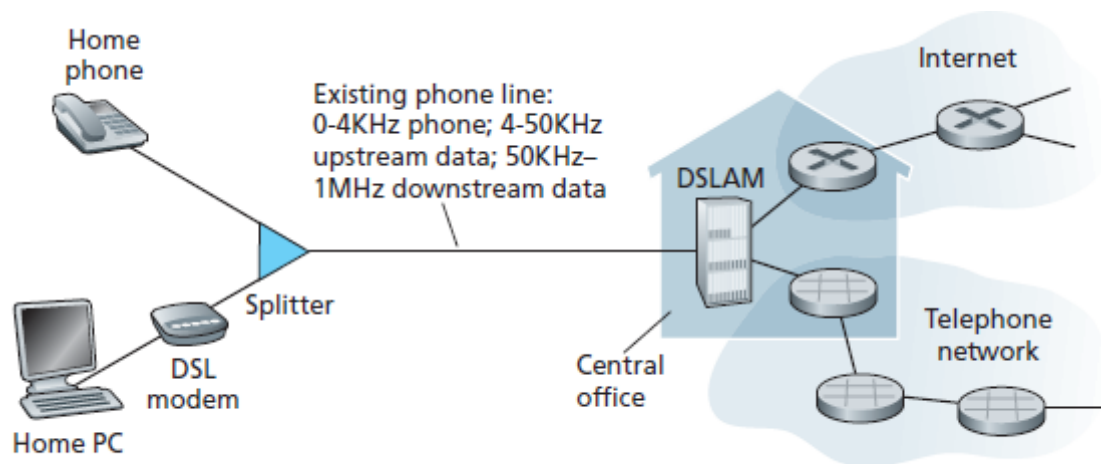 Home
phone
Internet
Existing phone line:
0-4KHz phone; 4-50KHz
upstream data; 50KHz–
1MHz downstream data
DSLAM
Splitter
DSL
modem
Home PC
Central
office
Telephone
network